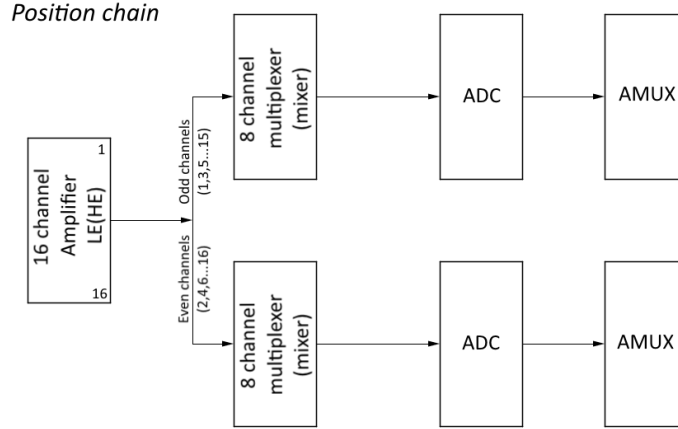 Position chain
1
16 channel
Amplifier
LE(HE)
16
Odd channels
(1,3,5...15)
8 channel
multiplexer
(mixer)
ADC
AMUX
Even channels
(2,4,6...16)
8 channel
multiplexer
(mixer)
ADC
AMUX